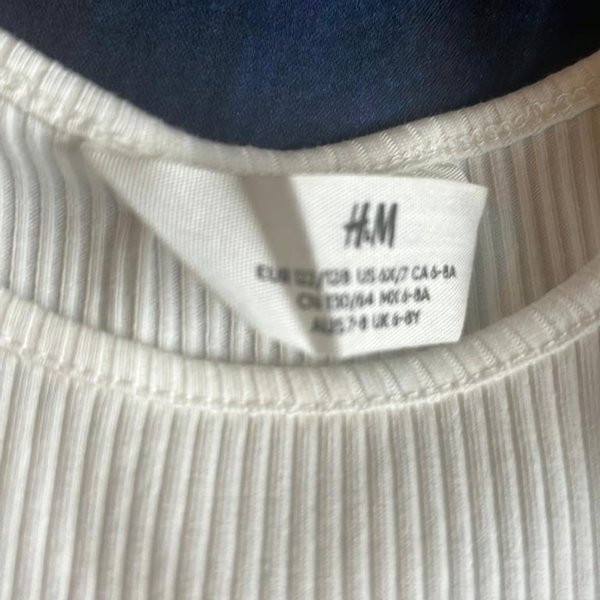 H&M
EUR 122/128 US 6X/7 CA 6-8A
CN 130/64 MX 6-8A
AUS 7-8 UK 6-8Y